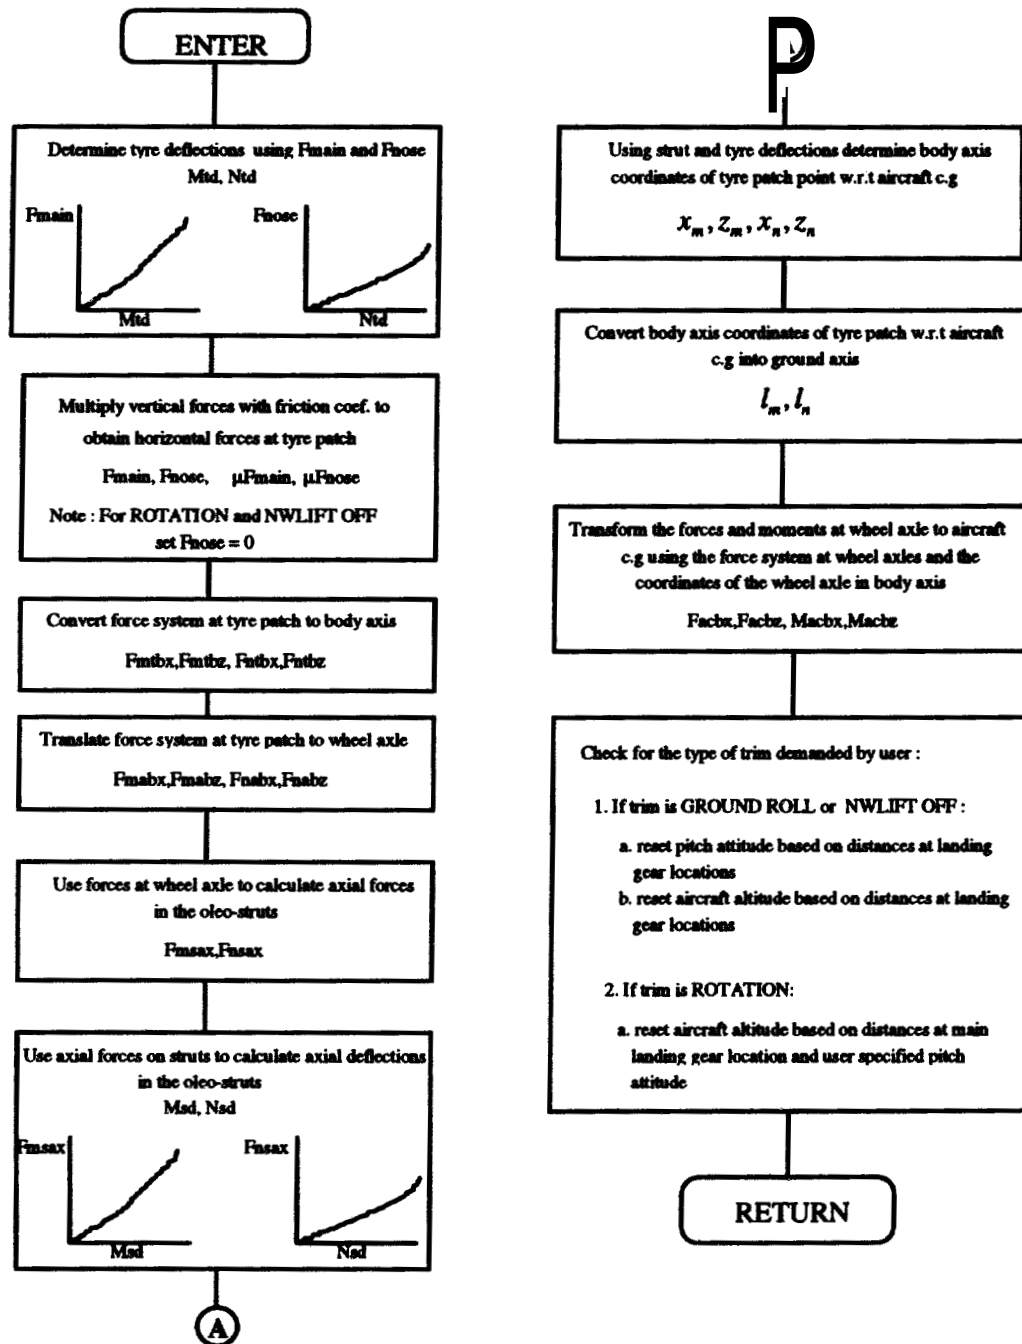 ENTER
Determine tyre deflections using Fmain and Fnose
Mtd, Ntd
Fmain
Mtd
Fnose
Ntd
Multiply vertical forces with friction coef. to
obtain horizontal forces at tyre patch
Fmain, Fnose, μFmain, μFnose
Note : For ROTATION and NWLIFT OFF
set Fnose = 0
Convert force system at tyre patch to body axis
Fmtbx,Fmtbz, Fntbx,Fntbz
Translate force system at tyre patch to wheel axle
Fmabx,Fmabz, Fnabx,Fnabz
Use forces at wheel axle to calculate axial forces
in the oleo-struts
Fmsax,Fnsax
Use axial forces on struts to calculate axial deflections
in the oleo-struts
Msd, Nsd
Fmsax
Msd
Fnsax
Nsd
A
Using strut and tyre deflections determine body axis
coordinates of tyre patch point w.r.t aircraft c.g
x_m, z_m, x_n, z_n
Convert body axis coordinates of tyre patch w.r.t aircraft
c.g into ground axis
l_m, l_n
Transform the forces and moments at wheel axle to aircraft
c.g using the force system at wheel axles and the
coordinates of the wheel axle in body axis
Facbx,Facbz, Macbx,Macbz
Check for the type of trim demanded by user :
1. If trim is GROUND ROLL or NWLIFT OFF :
a. reset pitch attitude based on distances at landing
gear locations
b. reset aircraft altitude based on distances at landing
gear locations
2. If trim is ROTATION:
a. reset aircraft altitude based on distances at main
landing gear location and user specified pitch
attitude
RETURN